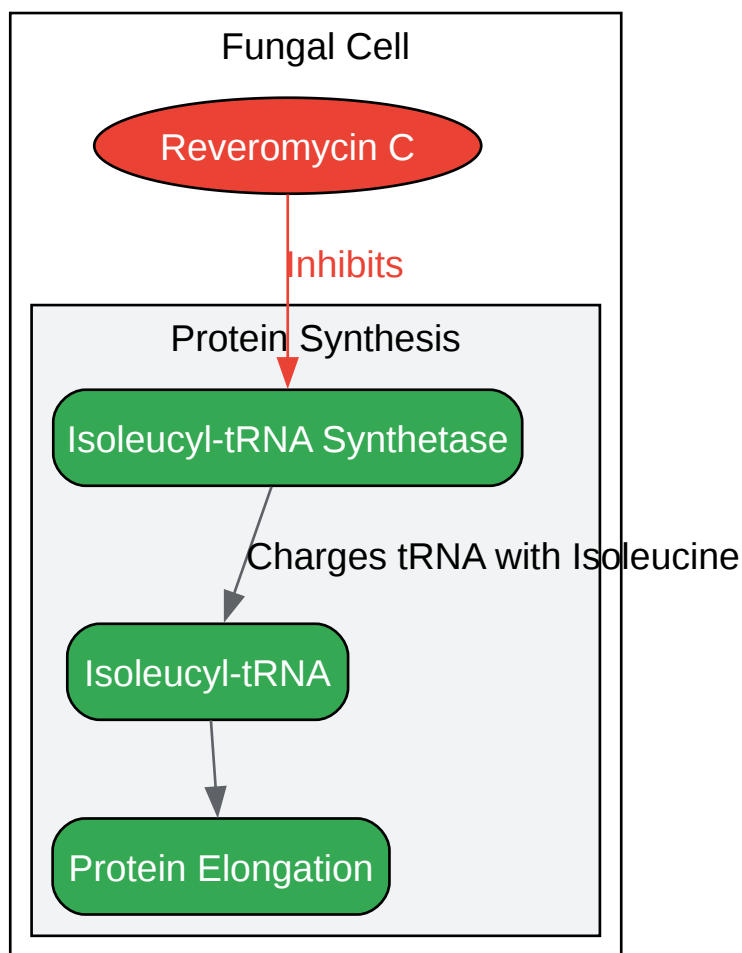 Fungal Cell
Reveromycin C
Inhibits
Protein Synthesis
Isoleucyl-tRNA Synthetase
Charges tRNA with Isoleucine
Isoleucyl-tRNA
Protein Elongation